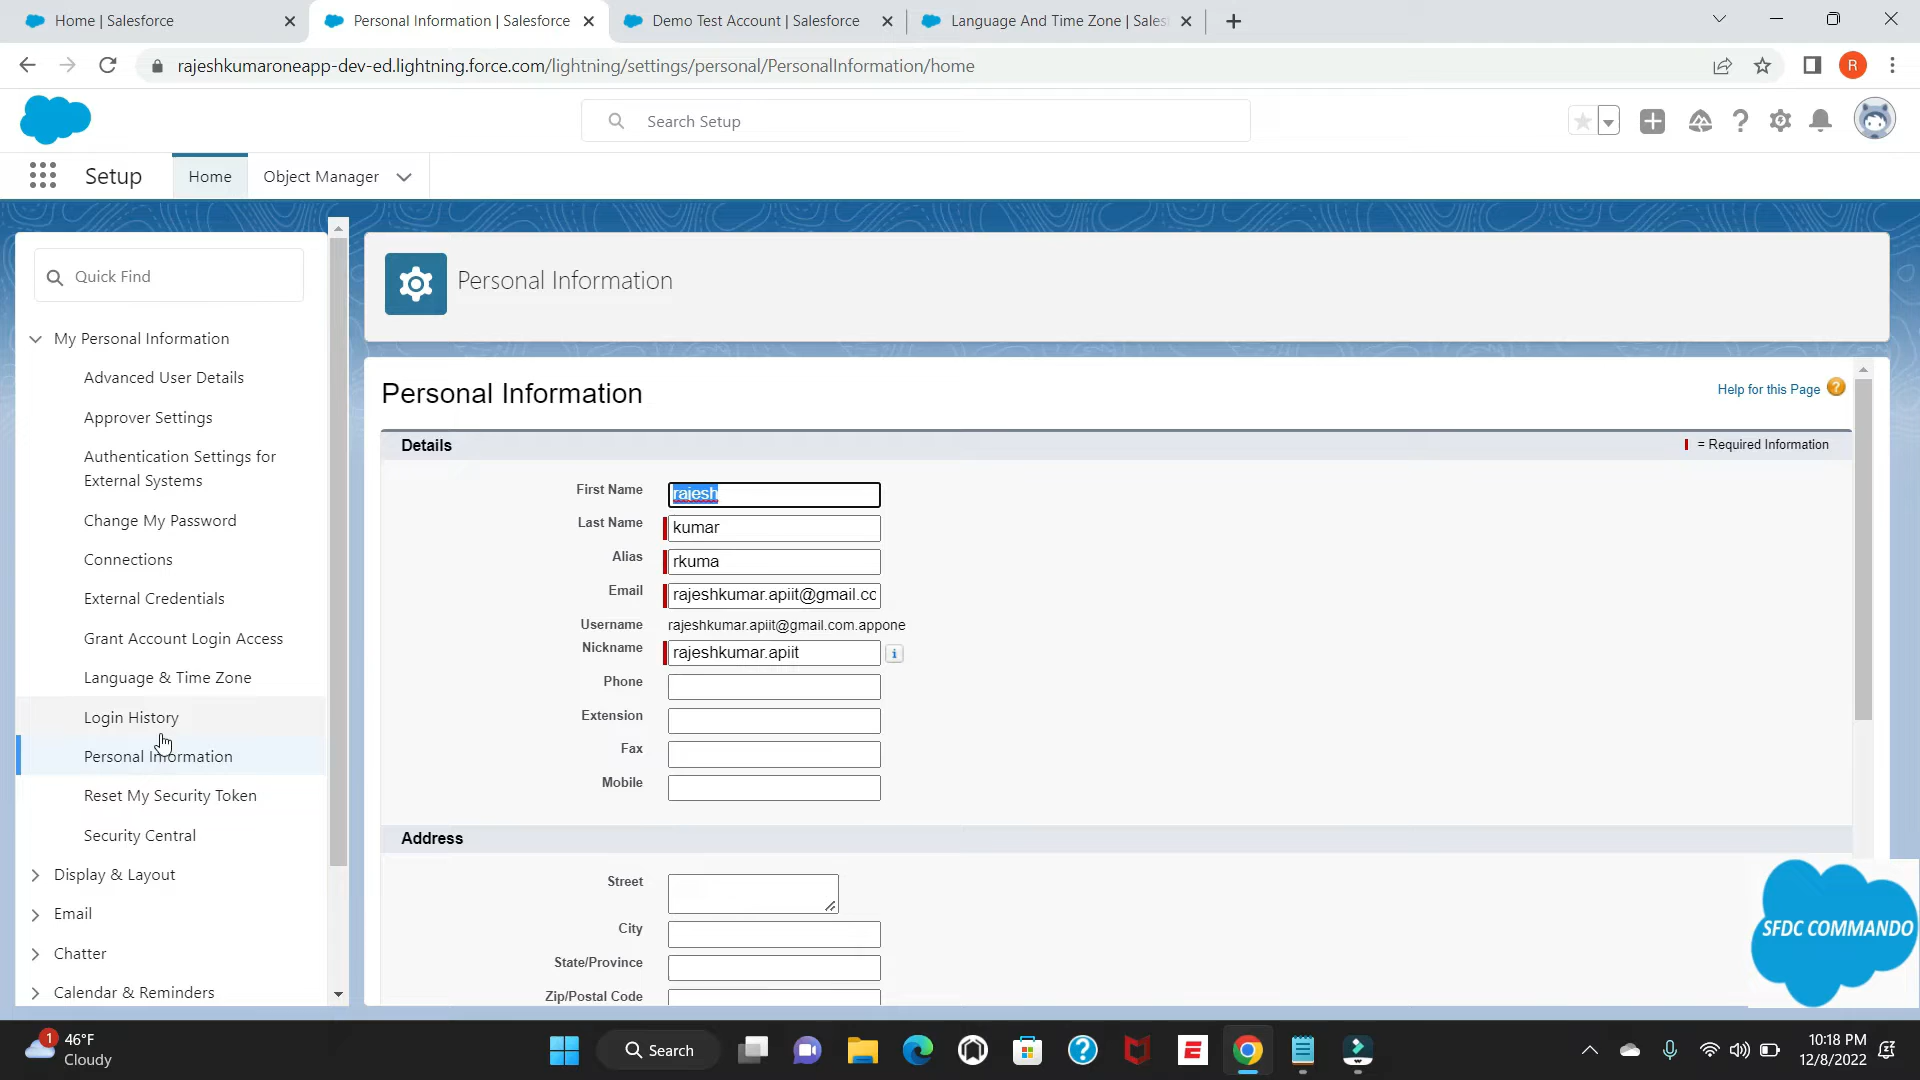 Home | Salesforce
Personal Information | Salesforce
Demo Test Account | Salesforce
Language And Time Zone | Sales
rajeshkumaroneapp-dev-ed.lightning.force.com/lightning/settings/personal/PersonalInformation/home
R
Search Setup
Setup
Home
Object Manager
Quick Find
My Personal Information
Advanced User Details
Approver Settings
Authentication Settings for
External Systems
Change My Password
Connections
External Credentials
Grant Account Login Access
Language & Time Zone
Login History
Personal Information
Reset My Security Token
Security Central
Display & Layout
Email
Chatter
Calendar & Reminders
Personal Information
Personal Information
Help for this Page ?
Details
= Required Information
First Name rajesh
Last Name kumar
Alias rkuma
Email rajeshkumar.apiit@gmail.cc
Username rajeshkumar.apiit@gmail.com.appone
Nickname rajeshkumar.apiit i
Phone
Extension
Fax
Mobile
Address
Street
City
State/Province
Zip/Postal Code
SFDC COMMANDO
1
46°F
Cloudy
Search
10:18 PM
12/8/2022